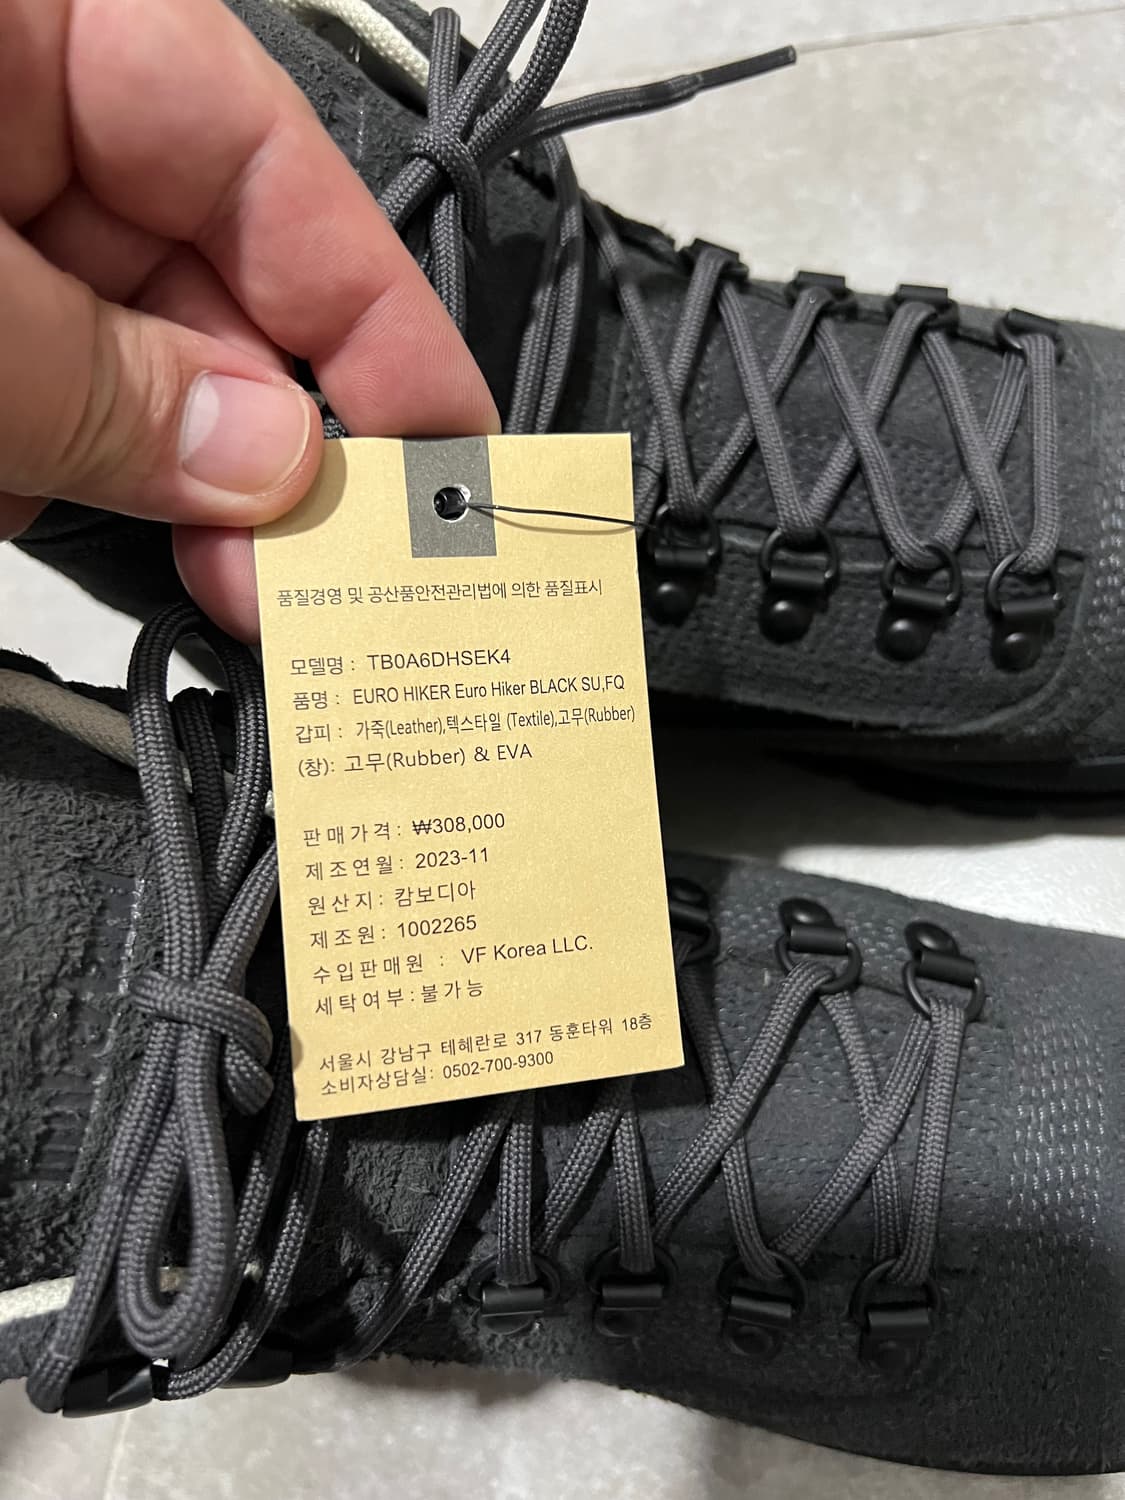 품질경영 및 공산품안전관리법에 의한 품질표시
모델명 : TB0A6DHSEK4
품명 : EURO HIKER Euro Hiker BLACK SU,FQ
갑피 : 가죽(Leather),텍스타일 (Textile),고무(Rubber)
(창): 고무(Rubber) & EVA
판 매 가 격 : ₩308,000
제 조 연 월 : 2023-11
원 산 지 : 캄보디아
제 조 원 : 1002265
수 입 판 매 원 : VF Korea LLC.
세 탁 여 부 : 불 가 능
서울시 강남구 테헤란로 317 동훈타워 18층
소비자상담실: 0502-700-9300